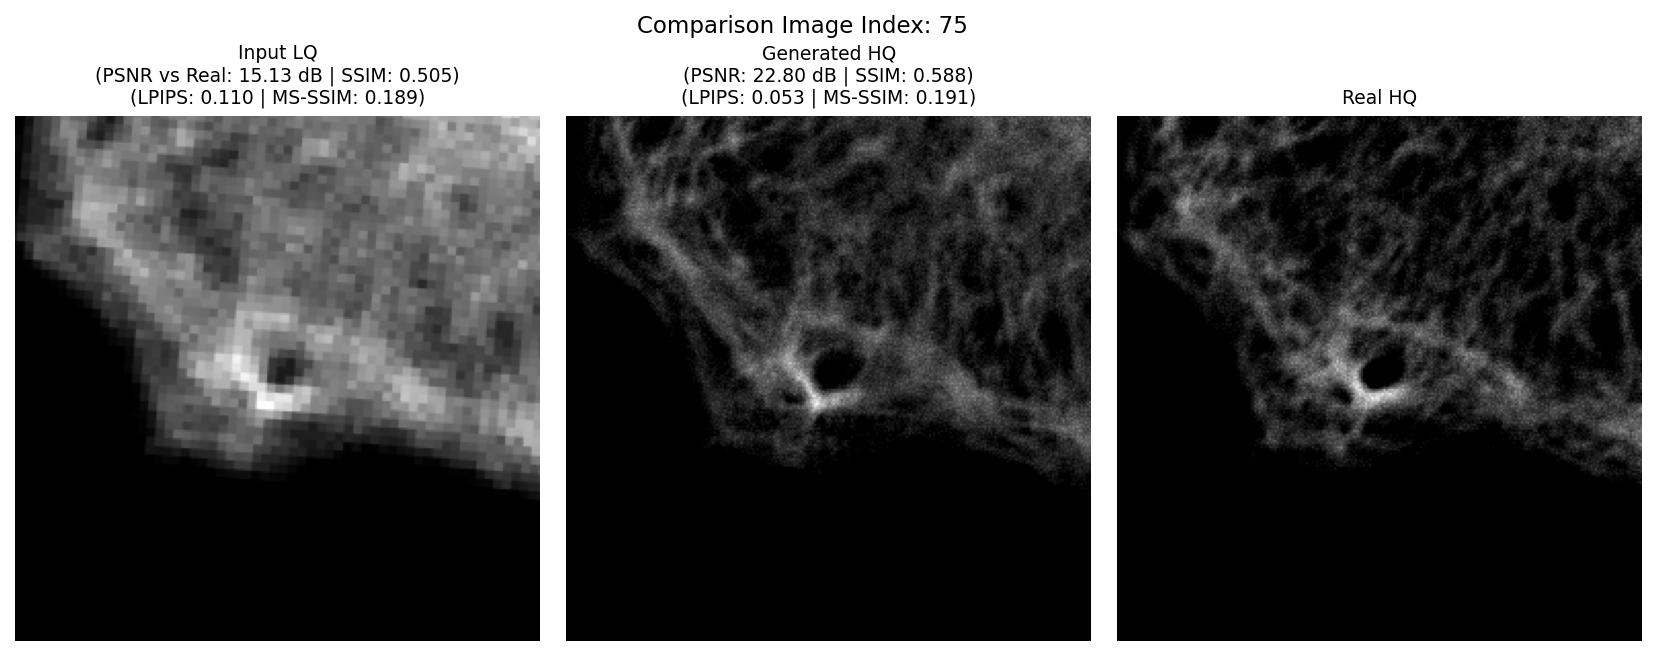 Comparison Image Index: 75
Input LQ
(PSNR vs Real: 15.13 dB | SSIM: 0.505)
(LPIPS: 0.110 | MS-SSIM: 0.189)
Generated HQ
(PSNR: 22.80 dB | SSIM: 0.588)
(LPIPS: 0.053 | MS-SSIM: 0.191)
Real HQ